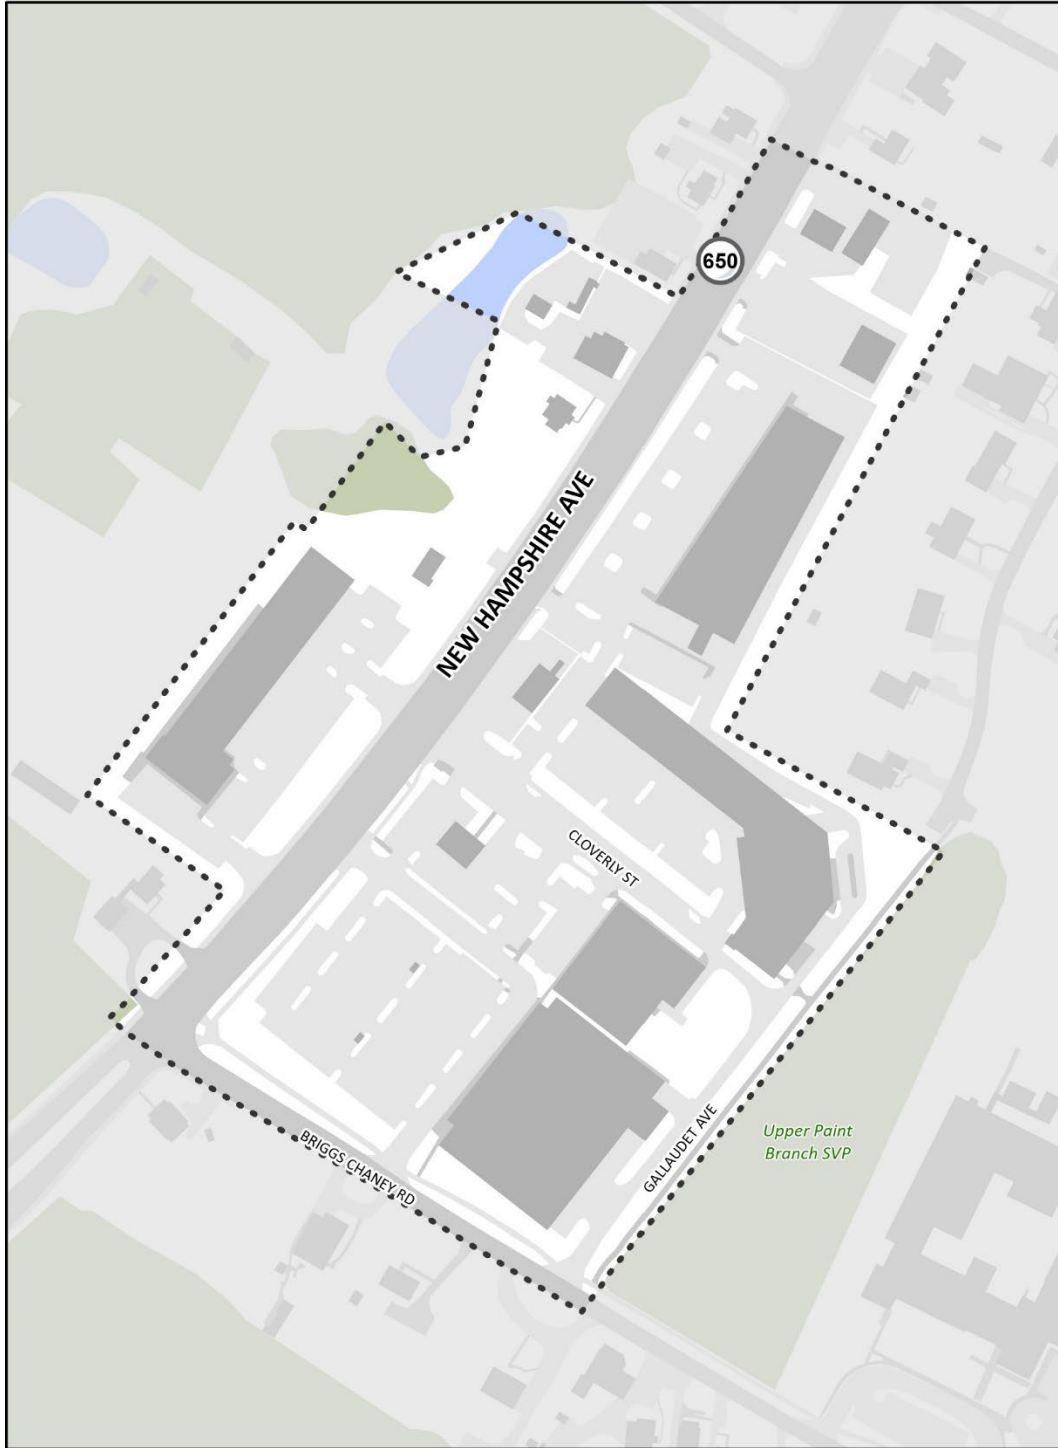 650
NEW HAMPSHIRE AVE
CLOVERLY ST
Upper Paint
Branch SVP
GALLAUDET AVE
BRIGGS CHANEY RD